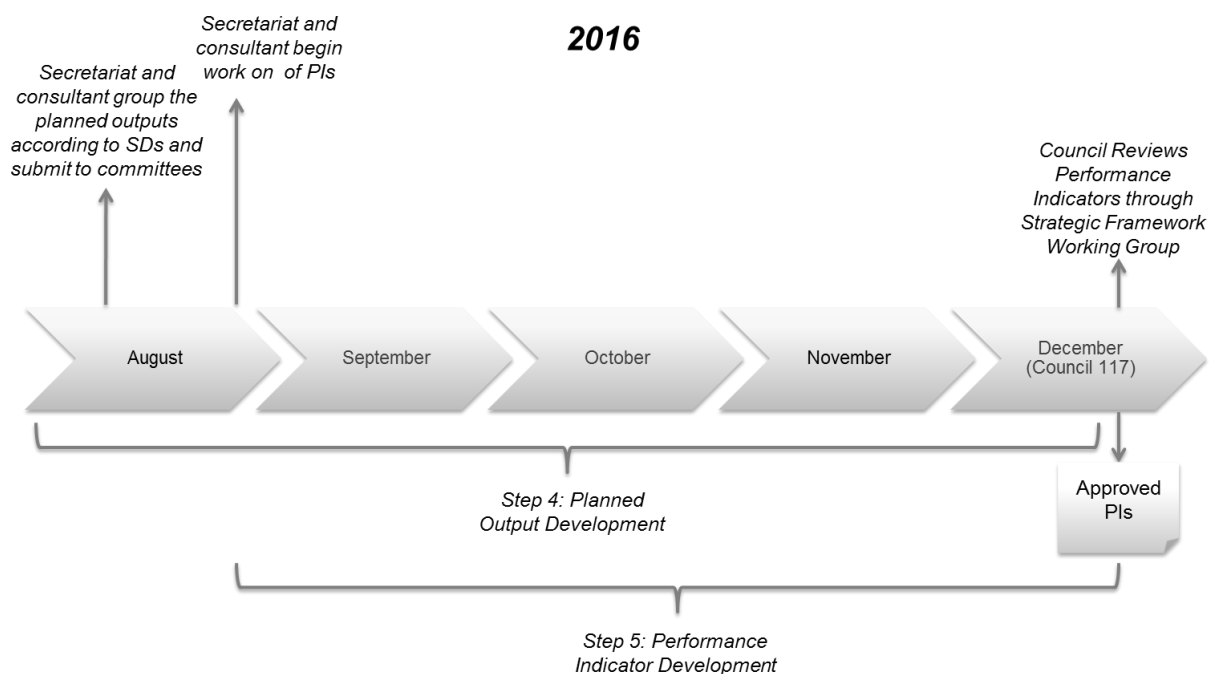 2016
Secretariat and
consultant group the
planned outputs
according to SDs and
submit to committees
Secretariat and
consultant begin
work on of PIs
Council Reviews
Performance
Indicators through
Strategic Framework
Working Group
August
September
October
November
December
(Council 117)
Step 4: Planned
Output Development
Approved
PIs
Step 5: Performance
Indicator Development